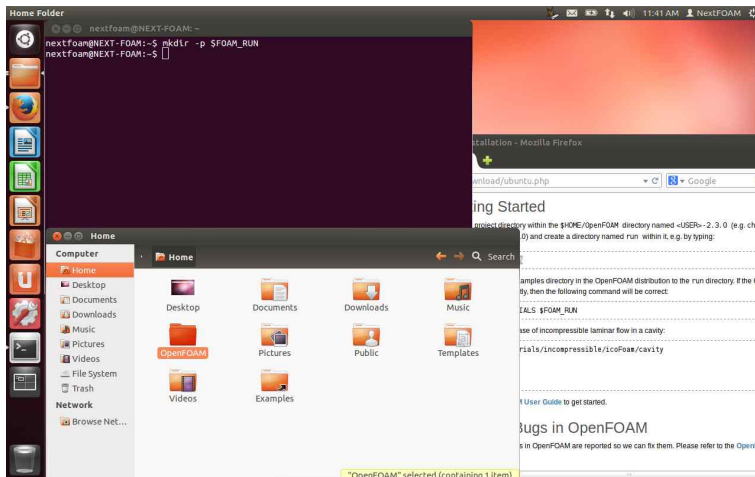 Home Folder
11:41 AM NextFOAM
nextfoam@NEXT-FOAM: ~
nextfoam@NEXT-FOAM:~$ mkdir -p $FOAM_RUN
nextfoam@NEXT-FOAM:~$
stallation - Mozilla Firefox
wnload/ubuntu.php
Google
ing Started
project directory within the $HOME/OpenFOAM directory named <USER>-2.3.0 (e.g. ch
.0) and create a directory named run within it, e.g. by typing:
amples directory in the OpenFOAM distribution to the run directory. If the
tly, then the following command will be correct:
IALS $FOAM_RUN
ase of incompressible laminar flow in a cavity:
rials/incompressible/icoFoam/cavity
User Guide to get started.
Bugs in OpenFOAM
s in OpenFOAM are reported so we can fix them. Please refer to the Open
Home
Computer
Home
Desktop
Documents
Downloads
Music
Pictures
Videos
File System
Trash
Network
Browse Net...
Home
Search
Desktop
Documents
Downloads
Music
OpenFOAM
Pictures
Public
Templates
Videos
Examples
"OpenFOAM" selected (containing 1 item)